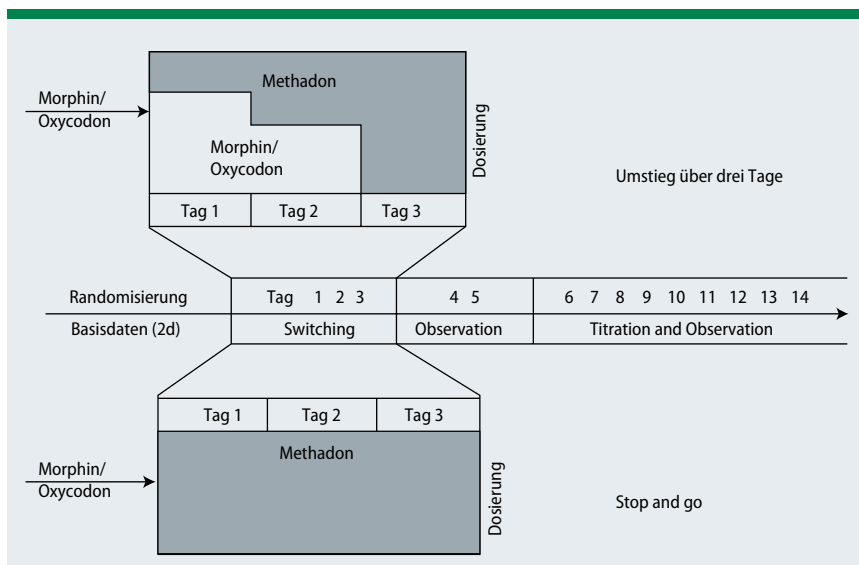 Methadon
Morphin/
Oxycodon
Morphin/
Oxycodon
Dosierung
Umstieg über drei Tage
Tag 1 Tag 2 Tag 3
Randomisierung Tag 1 2 3 4 5 6 7 8 9 10 11 12 13 14
Basisdaten (2d) Switching Observation Titration and Observation
Tag 1 Tag 2 Tag 3
Methadon
Morphin/
Oxycodon
Dosierung
Stop and go